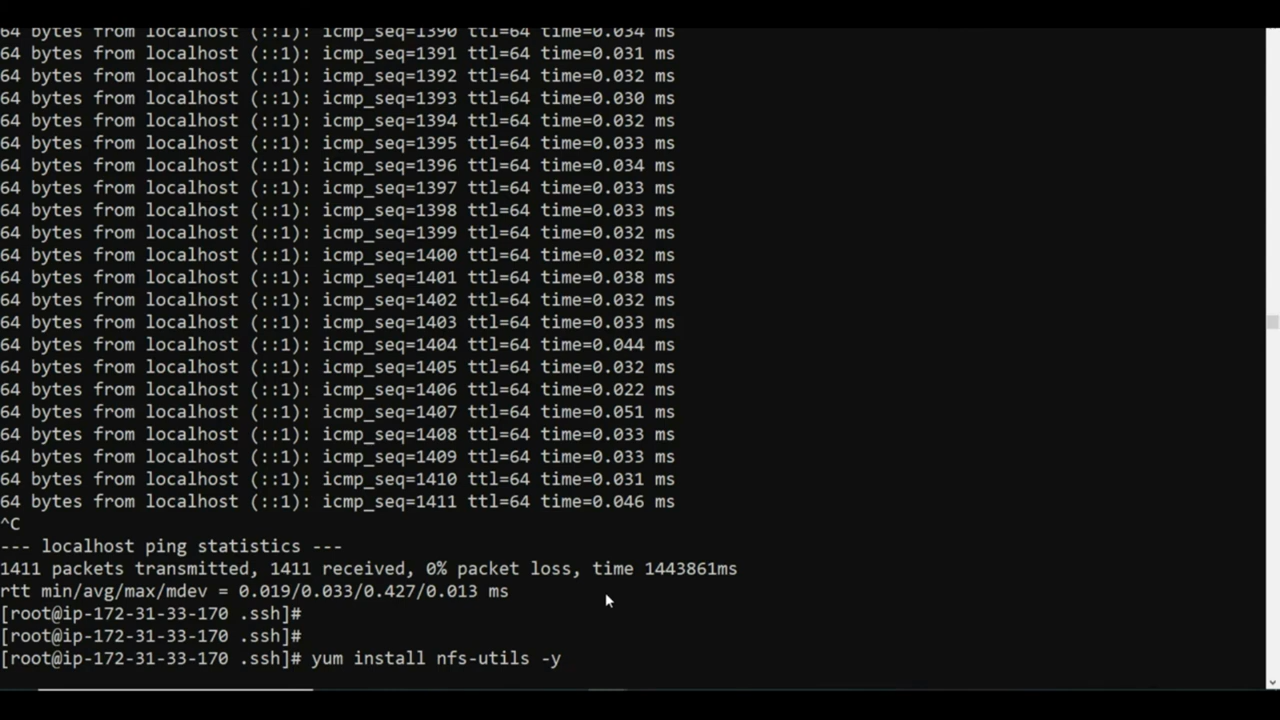 64 bytes from localhost (::1): icmp_seq=1390 ttl=64 time=0.034 ms
64 bytes from localhost (::1): icmp_seq=1391 ttl=64 time=0.031 ms
64 bytes from localhost (::1): icmp_seq=1392 ttl=64 time=0.032 ms
64 bytes from localhost (::1): icmp_seq=1393 ttl=64 time=0.030 ms
64 bytes from localhost (::1): icmp_seq=1394 ttl=64 time=0.032 ms
64 bytes from localhost (::1): icmp_seq=1395 ttl=64 time=0.033 ms
64 bytes from localhost (::1): icmp_seq=1396 ttl=64 time=0.034 ms
64 bytes from localhost (::1): icmp_seq=1397 ttl=64 time=0.033 ms
64 bytes from localhost (::1): icmp_seq=1398 ttl=64 time=0.033 ms
64 bytes from localhost (::1): icmp_seq=1399 ttl=64 time=0.032 ms
64 bytes from localhost (::1): icmp_seq=1400 ttl=64 time=0.032 ms
64 bytes from localhost (::1): icmp_seq=1401 ttl=64 time=0.038 ms
64 bytes from localhost (::1): icmp_seq=1402 ttl=64 time=0.032 ms
64 bytes from localhost (::1): icmp_seq=1403 ttl=64 time=0.033 ms
64 bytes from localhost (::1): icmp_seq=1404 ttl=64 time=0.044 ms
64 bytes from localhost (::1): icmp_seq=1405 ttl=64 time=0.032 ms
64 bytes from localhost (::1): icmp_seq=1406 ttl=64 time=0.022 ms
64 bytes from localhost (::1): icmp_seq=1407 ttl=64 time=0.051 ms
64 bytes from localhost (::1): icmp_seq=1408 ttl=64 time=0.033 ms
64 bytes from localhost (::1): icmp_seq=1409 ttl=64 time=0.033 ms
64 bytes from localhost (::1): icmp_seq=1410 ttl=64 time=0.031 ms
64 bytes from localhost (::1): icmp_seq=1411 ttl=64 time=0.046 ms
^C
--- localhost ping statistics ---
1411 packets transmitted, 1411 received, 0% packet loss, time 1443861ms
rtt min/avg/max/mdev = 0.019/0.033/0.427/0.013 ms
[root@ip-172-31-33-170 .ssh]#
[root@ip-172-31-33-170 .ssh]#
[root@ip-172-31-33-170 .ssh]# yum install nfs-utils -y